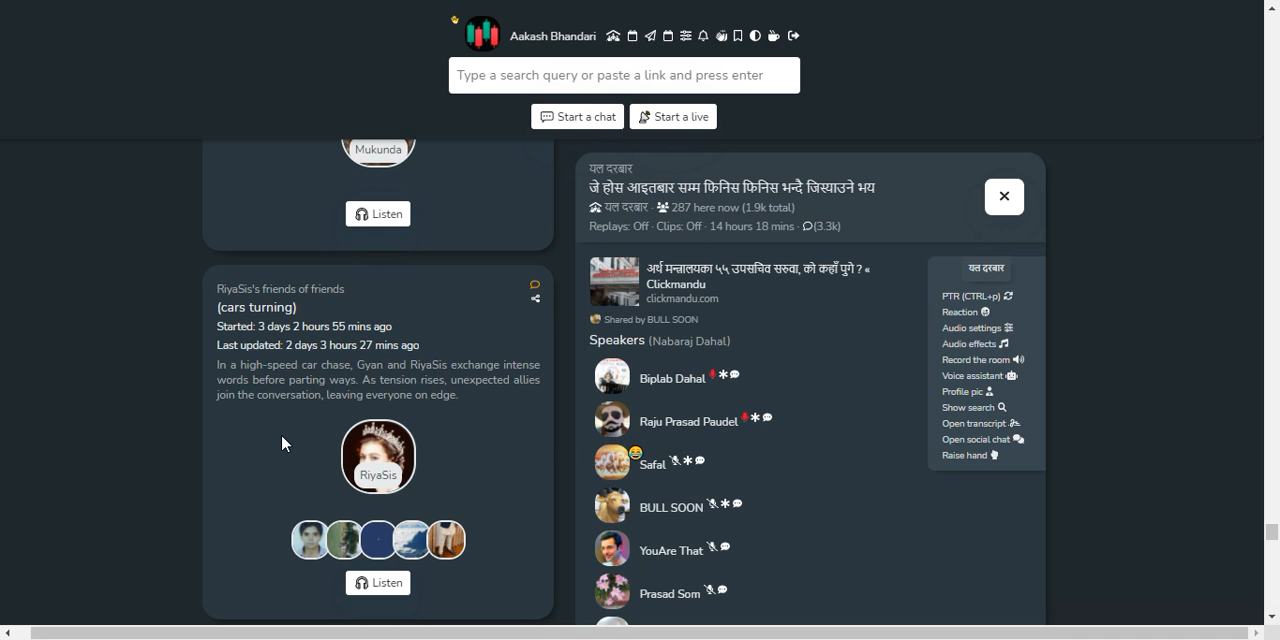 Aakash Bhandari
Type a search query or paste a link and press enter
Start a chat
Start a live
Mukunda
Listen
RiyaSis's friends of friends
(cars turning)
Started: 3 days 2 hours 55 mins ago
Last updated: 2 days 3 hours 27 mins ago
In a high-speed car chase, Gyan and RiyaSis exchange intense
words before parting ways. As tension rises, unexpected allies
join the conversation, leaving everyone on edge.
RiyaSis
Listen
यल दरबार
जे होस आइतबार सम्म फिनिस फिनिस भन्दै जिस्याउने भय
यल दरबार · 287 here now (1.9k total)
Replays: Off · Clips: Off · 14 hours 18 mins · (3.3k)
अर्थ मन्त्रालयका ५५ उपसचिव सरुवा, को कहाँ पुगे ? «
Clickmandu
clickmandu.com
Shared by BULL SOON
Speakers (Nabaraj Dahal)
Biplab Dahal
Raju Prasad Paudel
Safal
BULL SOON
YouAre That
Prasad Som
यल दरबार
PTR (CTRL+p)
Reaction
Audio settings
Audio effects
Record the room
Voice assistant
Profile pic
Show search
Open transcript
Open social chat
Raise hand